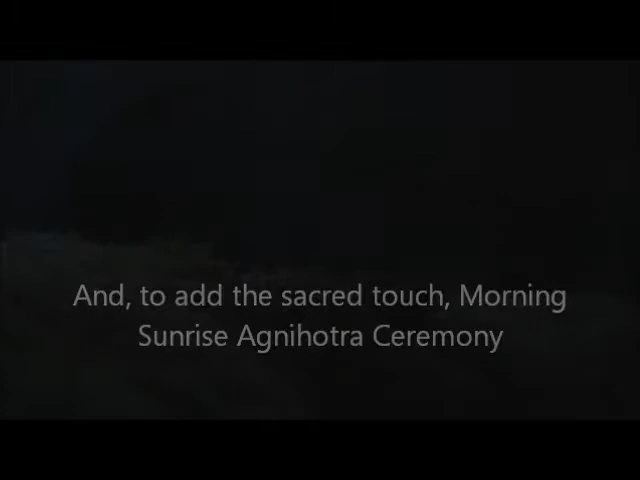 And, to add the sacred touch, Morning
Sunrise Agnihotra Ceremony